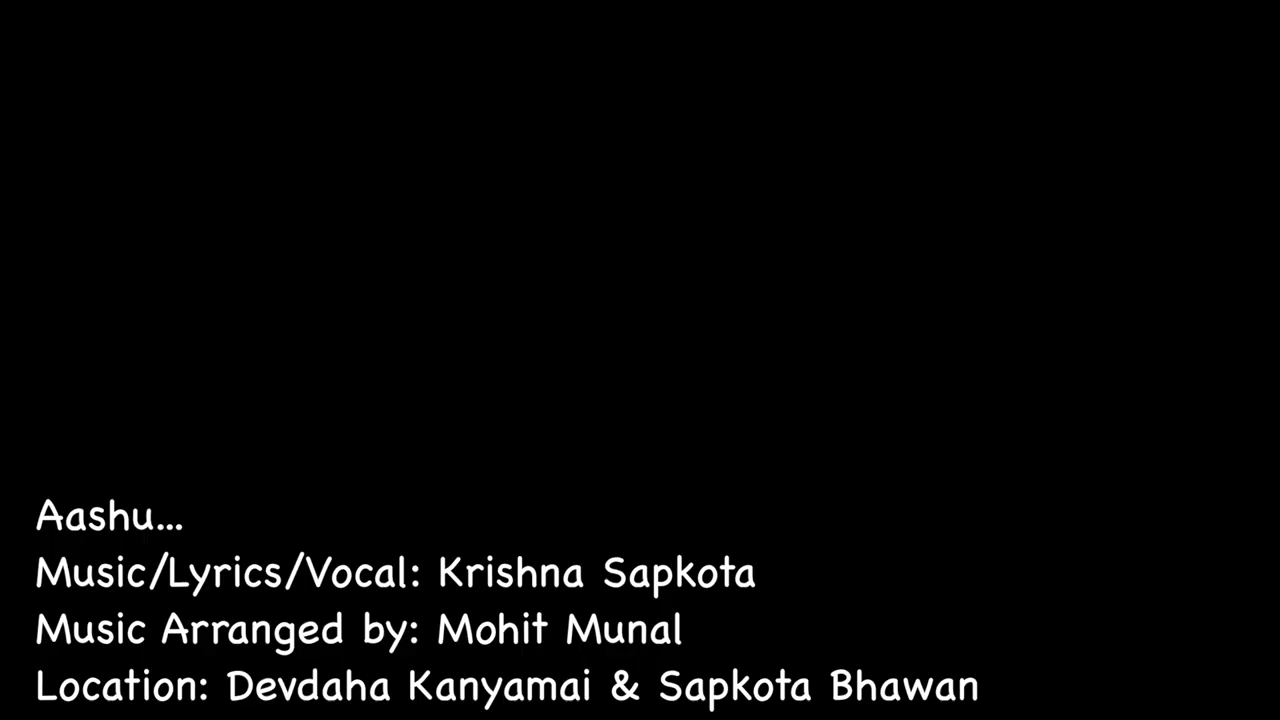 Aashu...
Music/Lyrics/Vocal: Krishna Sapkota
Music Arranged by: Mohit Munal
Location: Devdaha Kanyamai & Sapkota Bhawan